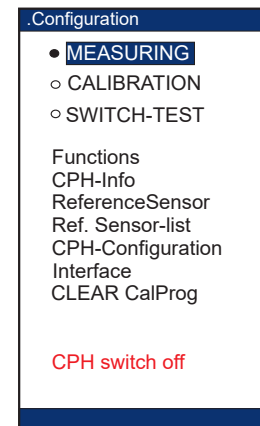 .Configuration
MEASURING
CALIBRATION
SWITCH-TEST
Functions
CPH-Info
ReferenceSensor
Ref. Sensor-list
CPH-Configuration
Interface
CLEAR CalProg
CPH switch off